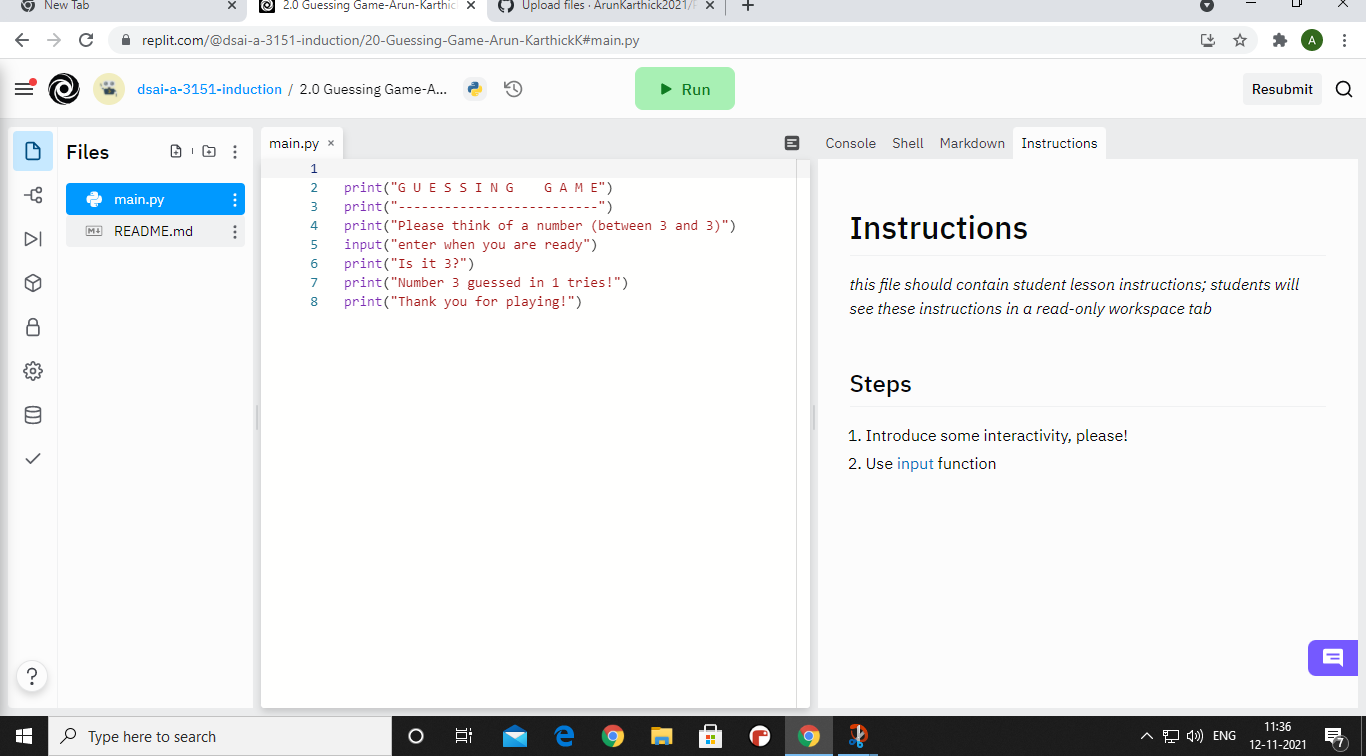 New Tab
2.0 Guessing Game-Arun-Karthic
Upload files · ArunKarthick2021/
replit.com/@dsai-a-3151-induction/20-Guessing-Game-Arun-KarthickK#main.py
A
dsai-a-3151-induction / 2.0 Guessing Game-A...
Run
Resubmit
Files
main.py
README.md
main.py
1
2 print("G U E S S I N G    G A M E")
3 print("--------------------------")
4 print("Please think of a number (between 3 and 3)")
5 input("enter when you are ready")
6 print("Is it 3?")
7 print("Number 3 guessed in 1 tries!")
8 print("Thank you for playing!")
Console Shell Markdown Instructions
Instructions
this file should contain student lesson instructions; students will
see these instructions in a read-only workspace tab
Steps
1. Introduce some interactivity, please!
2. Use input function
?
Type here to search
ENG
11:36
12-11-2021
7